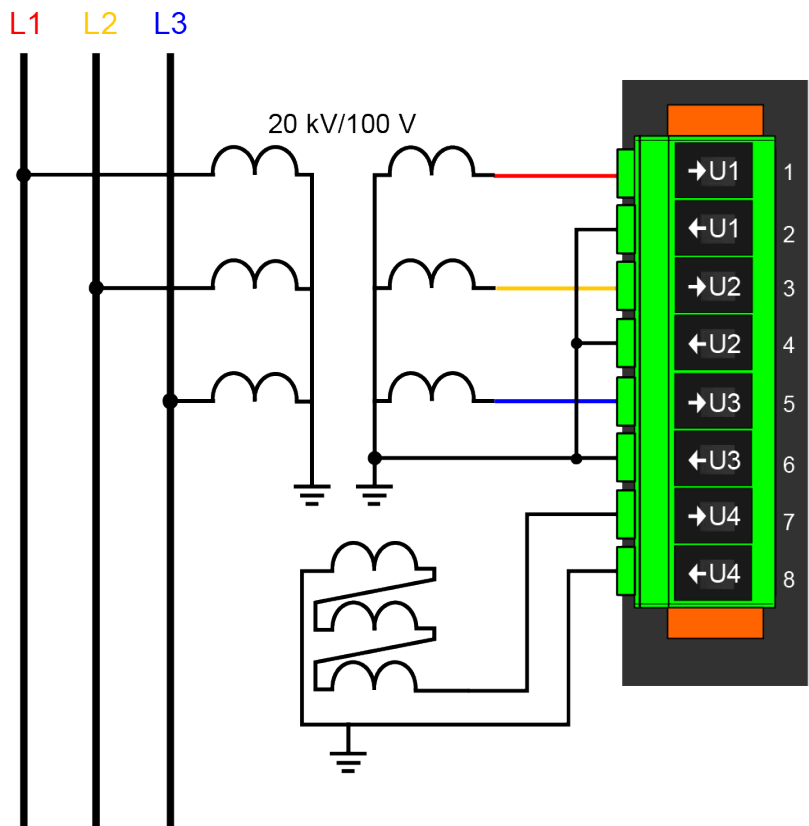 L1 L2 L3
20 kV/100 V
→U1 1
←U1 2
→U2 3
←U2 4
→U3 5
←U3 6
→U4 7
←U4 8